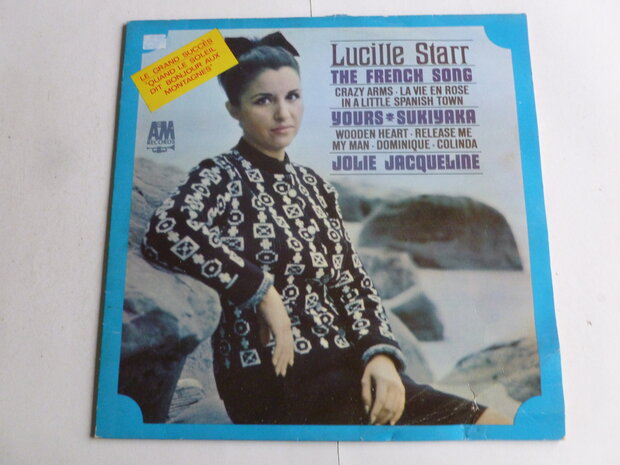 LE GRAND SUCCÈS
"QUAND LE SOLEIL
DIT BONJOUR AUX
MONTAGNES"
A&M
RECORDS
Lucille Starr
THE FRENCH SONG
CRAZY ARMS · LA VIE EN ROSE
IN A LITTLE SPANISH TOWN
YOURS * SUKIYAKA
WOODEN HEART · RELEASE ME
MY MAN · DOMINIQUE · COLINDA
JOLIE JACQUELINE